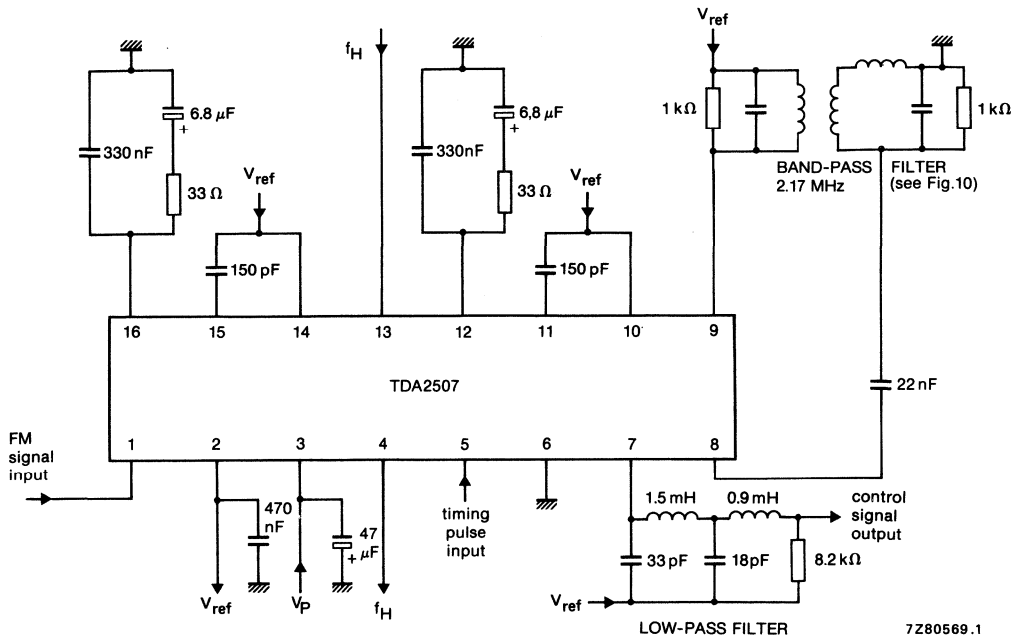 V_ref
f_H
6.8 µF
+
330 nF
33 Ω
V_ref
6,8 µF
+
330nF
33 Ω
V_ref
1 kΩ
1 kΩ
BAND-PASS FILTER
2.17 MHz (see Fig.10)
150 pF
150 pF
16 15 14 13 12 11 10 9
TDA2507
22 nF
1 2 3 4 5 6 7 8
FM
signal
input
470
nF
47
µF
+
timing
pulse
input
1.5 mH
0.9 mH
control
signal
output
33 pF
18pF
8.2 kΩ
V_ref
V_P
f_H
V_ref
LOW-PASS FILTER
7Z80569.1